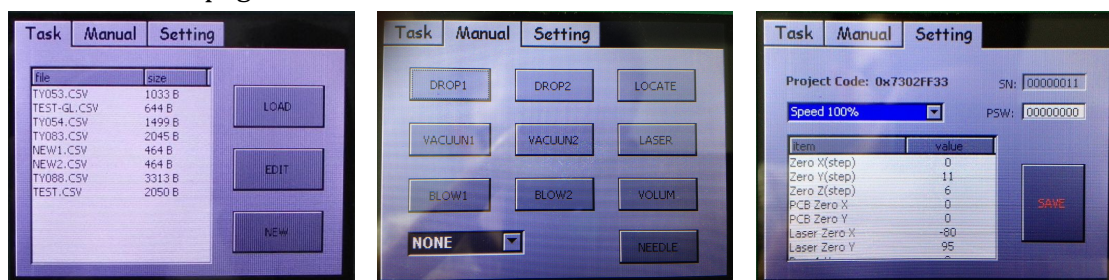 Task Manual Setting
file size
TY053.CSV 1033 B
TEST-GL.CSV 644 B
TY054.CSV 1499 B
TY083.CSV 2045 B
NEW1.CSV 464 B
NEW2.CSV 464 B
TY088.CSV 3313 B
TEST.CSV 2050 B
LOAD
EDIT
NEW
Task Manual Setting
DROP1 DROP2 LOCATE
VACUUN1 VACUUN2 LASER
BLOW1 BLOW2 VOLUM
NONE NEEDLE
Task Manual Setting
Project Code: 0x7302FF33 SN: 00000011
Speed 100% PSW: 00000000
item value
Zero X(step) 0
Zero Y(step) 11
Zero Z(step) 6
PCB Zero X 0
PCB Zero Y 0
Laser Zero X -80
Laser Zero Y 95
SAVE